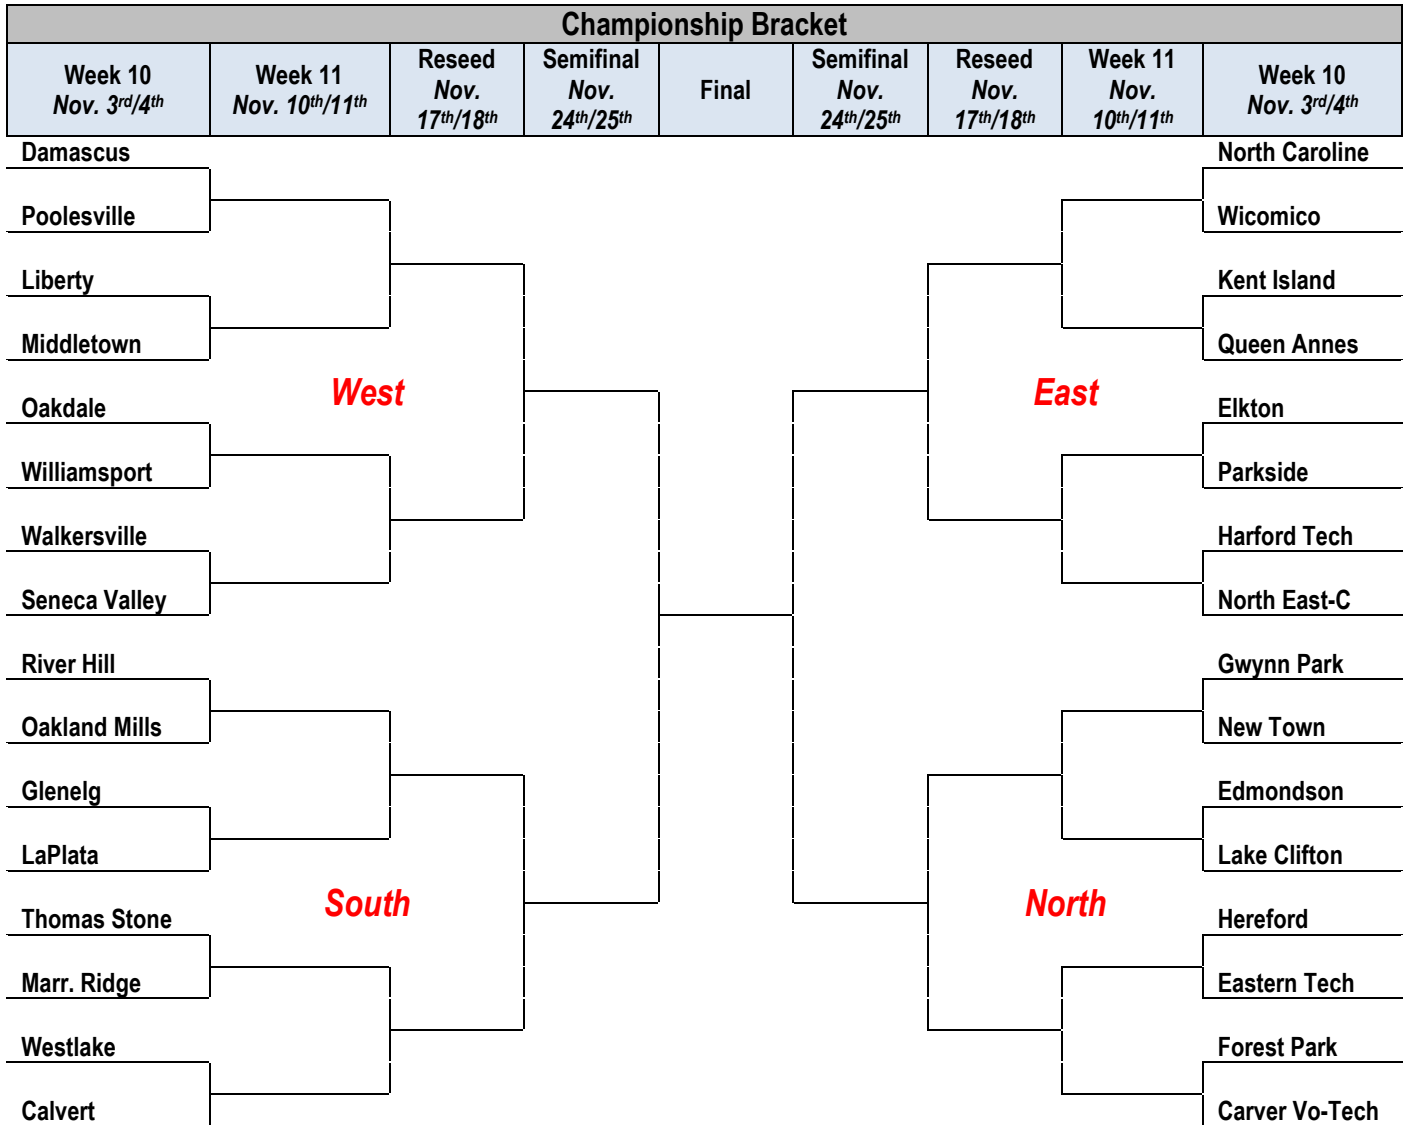 Championship Bracket
Week 10
Nov. 3rd/4th
Week 11
Nov. 10th/11th
Reseed
Nov.
17th/18th
Semifinal
Nov.
24th/25th
Final
Semifinal
Nov.
24th/25th
Reseed
Nov.
17th/18th
Week 11
Nov.
10th/11th
Week 10
Nov. 3rd/4th
Damascus
Poolesville
Liberty
Middletown
West
Oakdale
Williamsport
Walkersville
Seneca Valley
River Hill
Oakland Mills
Glenelg
LaPlata
South
Thomas Stone
Marr. Ridge
Westlake
Calvert
North Caroline
Wicomico
Kent Island
Queen Annes
East
Elkton
Parkside
Harford Tech
North East-C
Gwynn Park
New Town
Edmondson
Lake Clifton
North
Hereford
Eastern Tech
Forest Park
Carver Vo-Tech